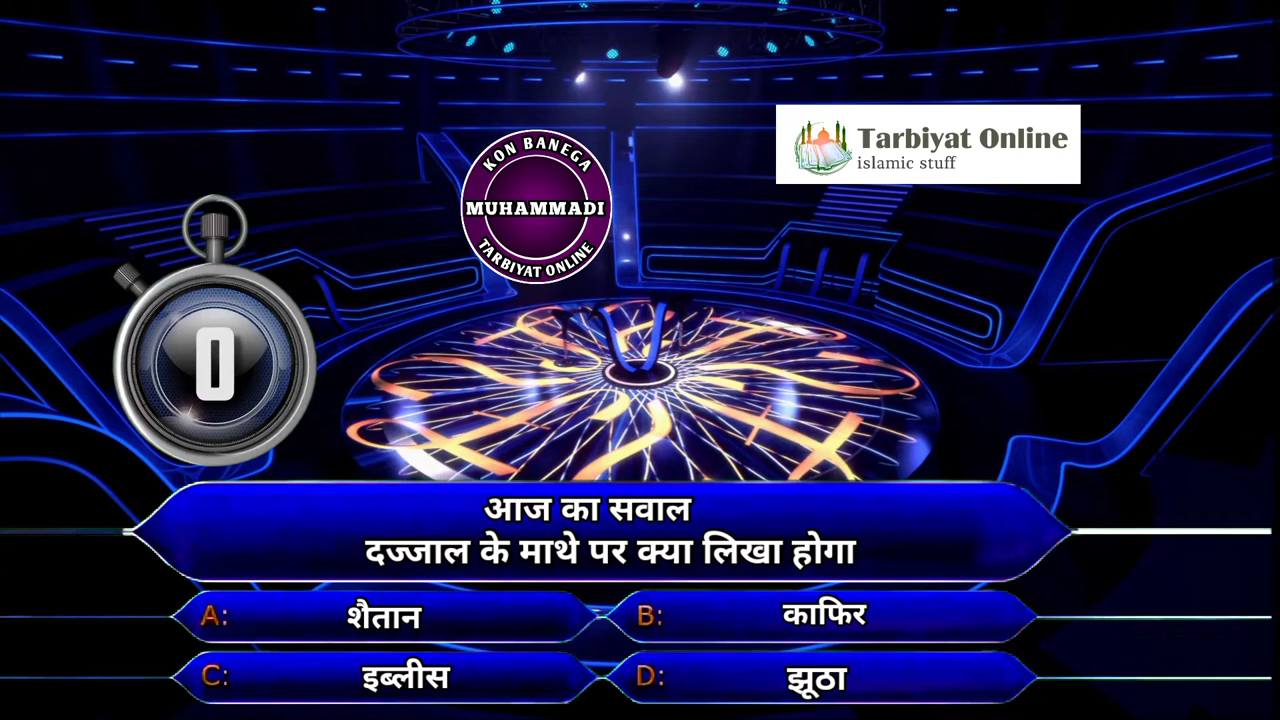 Tarbiyat Online
islamic stuff
KON BANEGA
MUHAMMADI
TARBIYAT ONLINE
0
आज का सवाल
दज्जाल के माथे पर क्या लिखा होगा
A: शैतान
B: काफिर
C: इब्लीस
D: झूठा